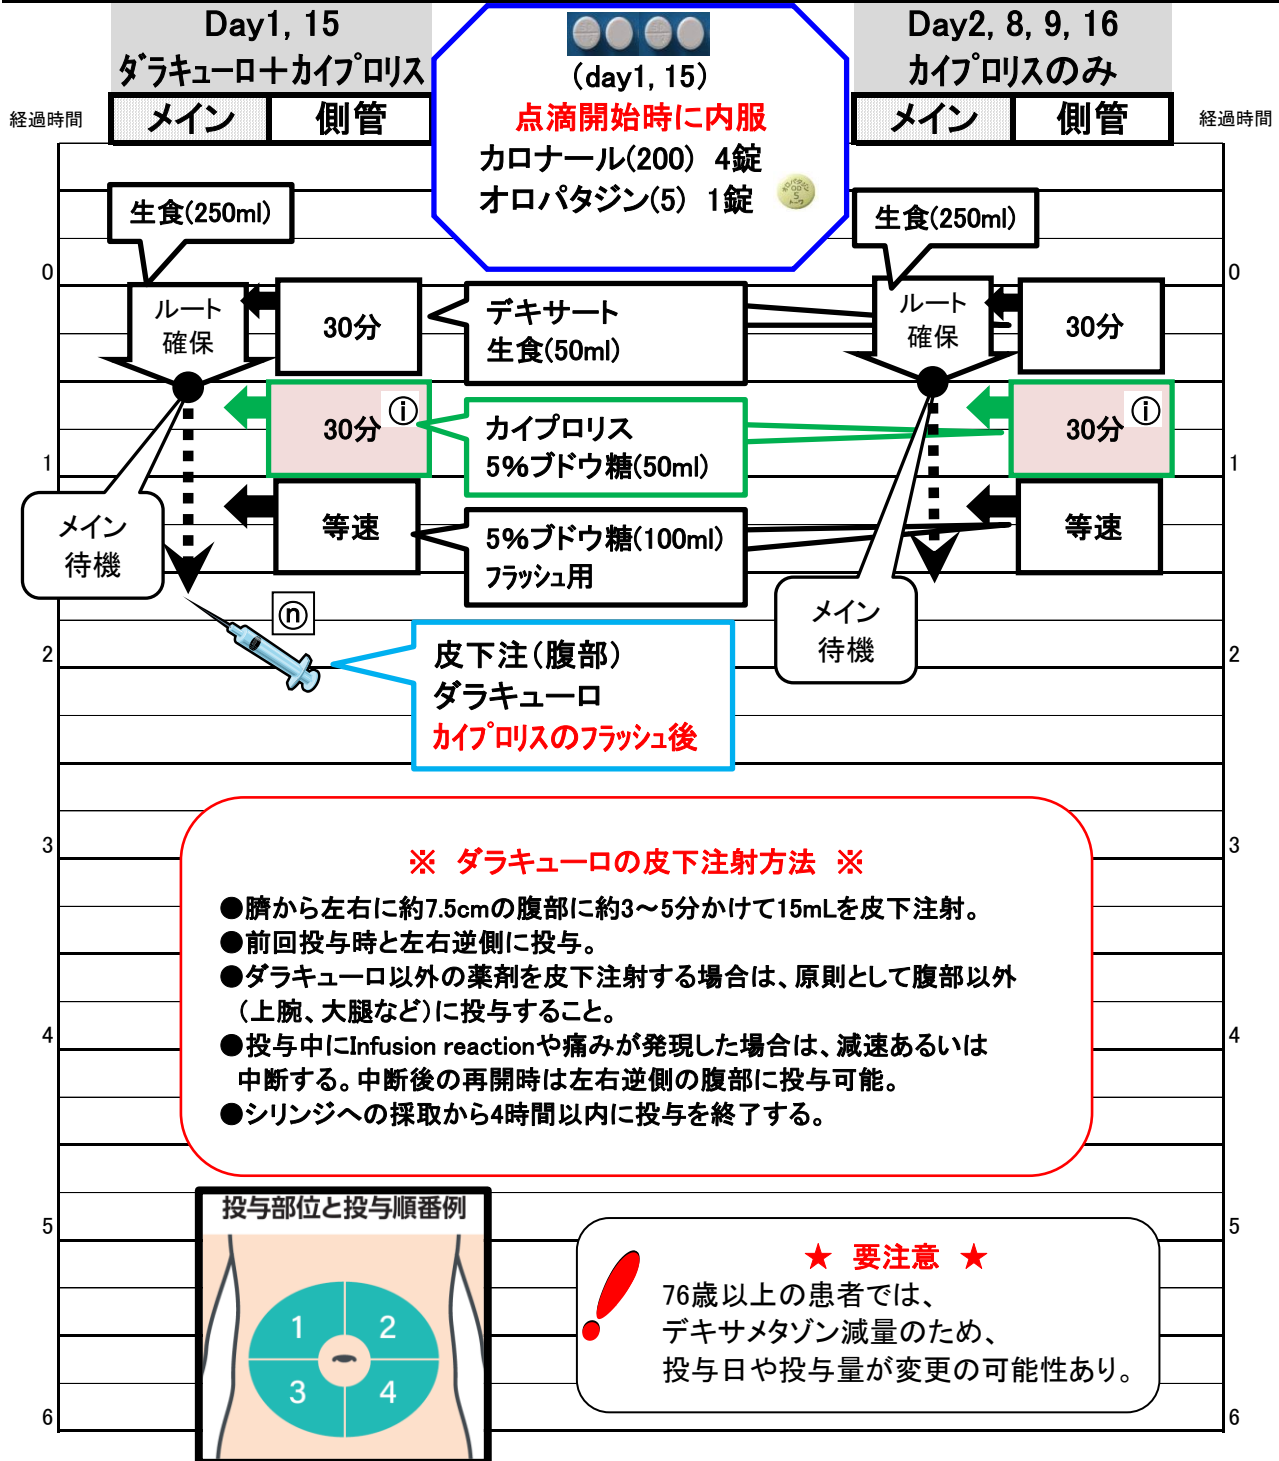 Day1, 15
ダラキューロ＋カイプロリス
メイン
側管
経過時間
(day1, 15)
点滴開始時に内服
カロナール(200) 4錠
オロパタジン(5) 1錠
Day2, 8, 9, 16
カイプロリスのみ
メイン
側管
経過時間
生食(250ml)
ルート
確保
30分
デキサート
生食(50ml)
生食(250ml)
ルート
確保
30分
30分
ⓘ
カイプロリス
5%ブドウ糖(50ml)
30分
ⓘ
メイン
待機
等速
5%ブドウ糖(100ml)
フラッシュ用
等速
メイン
待機
ⓝ
皮下注（腹部）
ダラキューロ
カイプロリスのフラッシュ後
0
1
2
3
4
5
6
0
1
2
3
4
5
6
※ ダラキューロの皮下注射方法 ※
●臍から左右に約7.5cmの腹部に約3～5分かけて15mLを皮下注射。
●前回投与時と左右逆側に投与。
●ダラキューロ以外の薬剤を皮下注射する場合は、原則として腹部以外
（上腕、大腿など）に投与すること。
●投与中にInfusion reactionや痛みが発現した場合は、減速あるいは
中断する。中断後の再開時は左右逆側の腹部に投与可能。
●シリンジへの採取から4時間以内に投与を終了する。
投与部位と投与順番例
1
2
3
4
★ 要注意 ★
76歳以上の患者では、
デキサメタゾン減量のため、
投与日や投与量が変更の可能性あり。